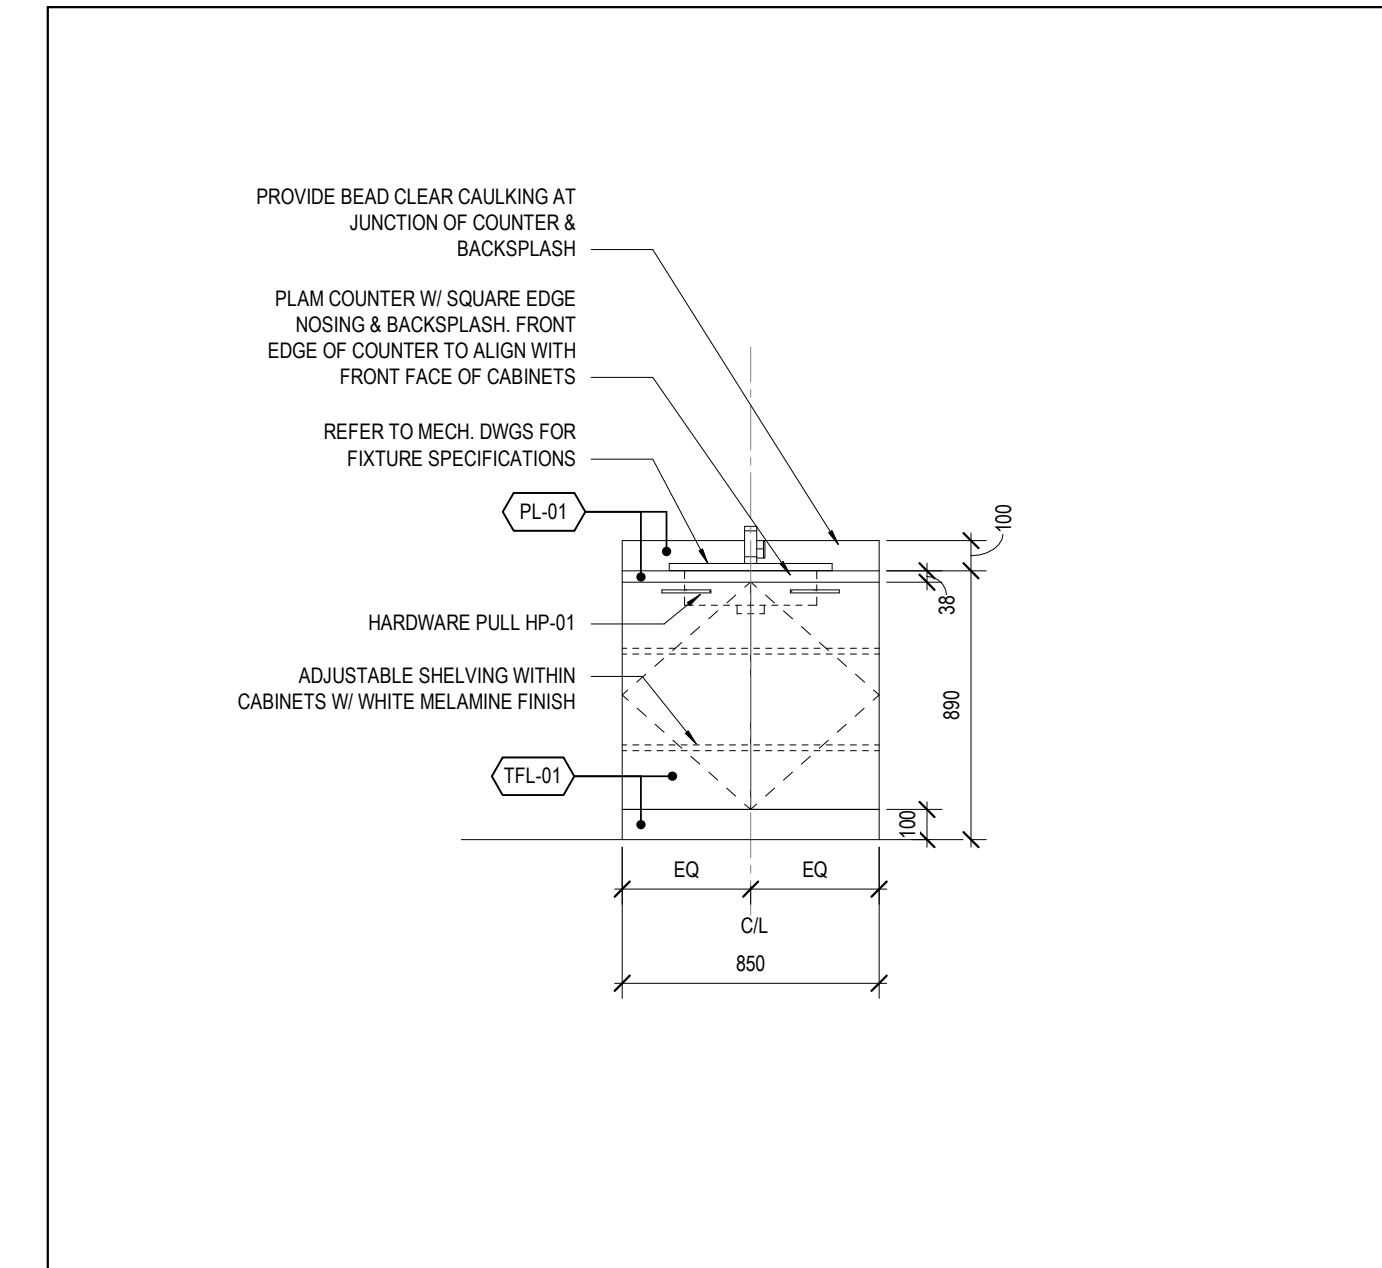 PROVIDE BEAD CLEAR CAULKING AT
JUNCTION OF COUNTER &
BACKSPLASH
PLAM COUNTER W/ SQUARE EDGE
NOSING & BACKSPLASH. FRONT
EDGE OF COUNTER TO ALIGN WITH
FRONT FACE OF CABINETS
REFER TO MECH. DWGS FOR
FIXTURE SPECIFICATIONS
PL-01
100
38
HARDWARE PULL HP-01
ADJUSTABLE SHELVING WITHIN
CABINETS W/ WHITE MELAMINE FINISH
890
TFL-01
100
EQ EQ
C/L
850